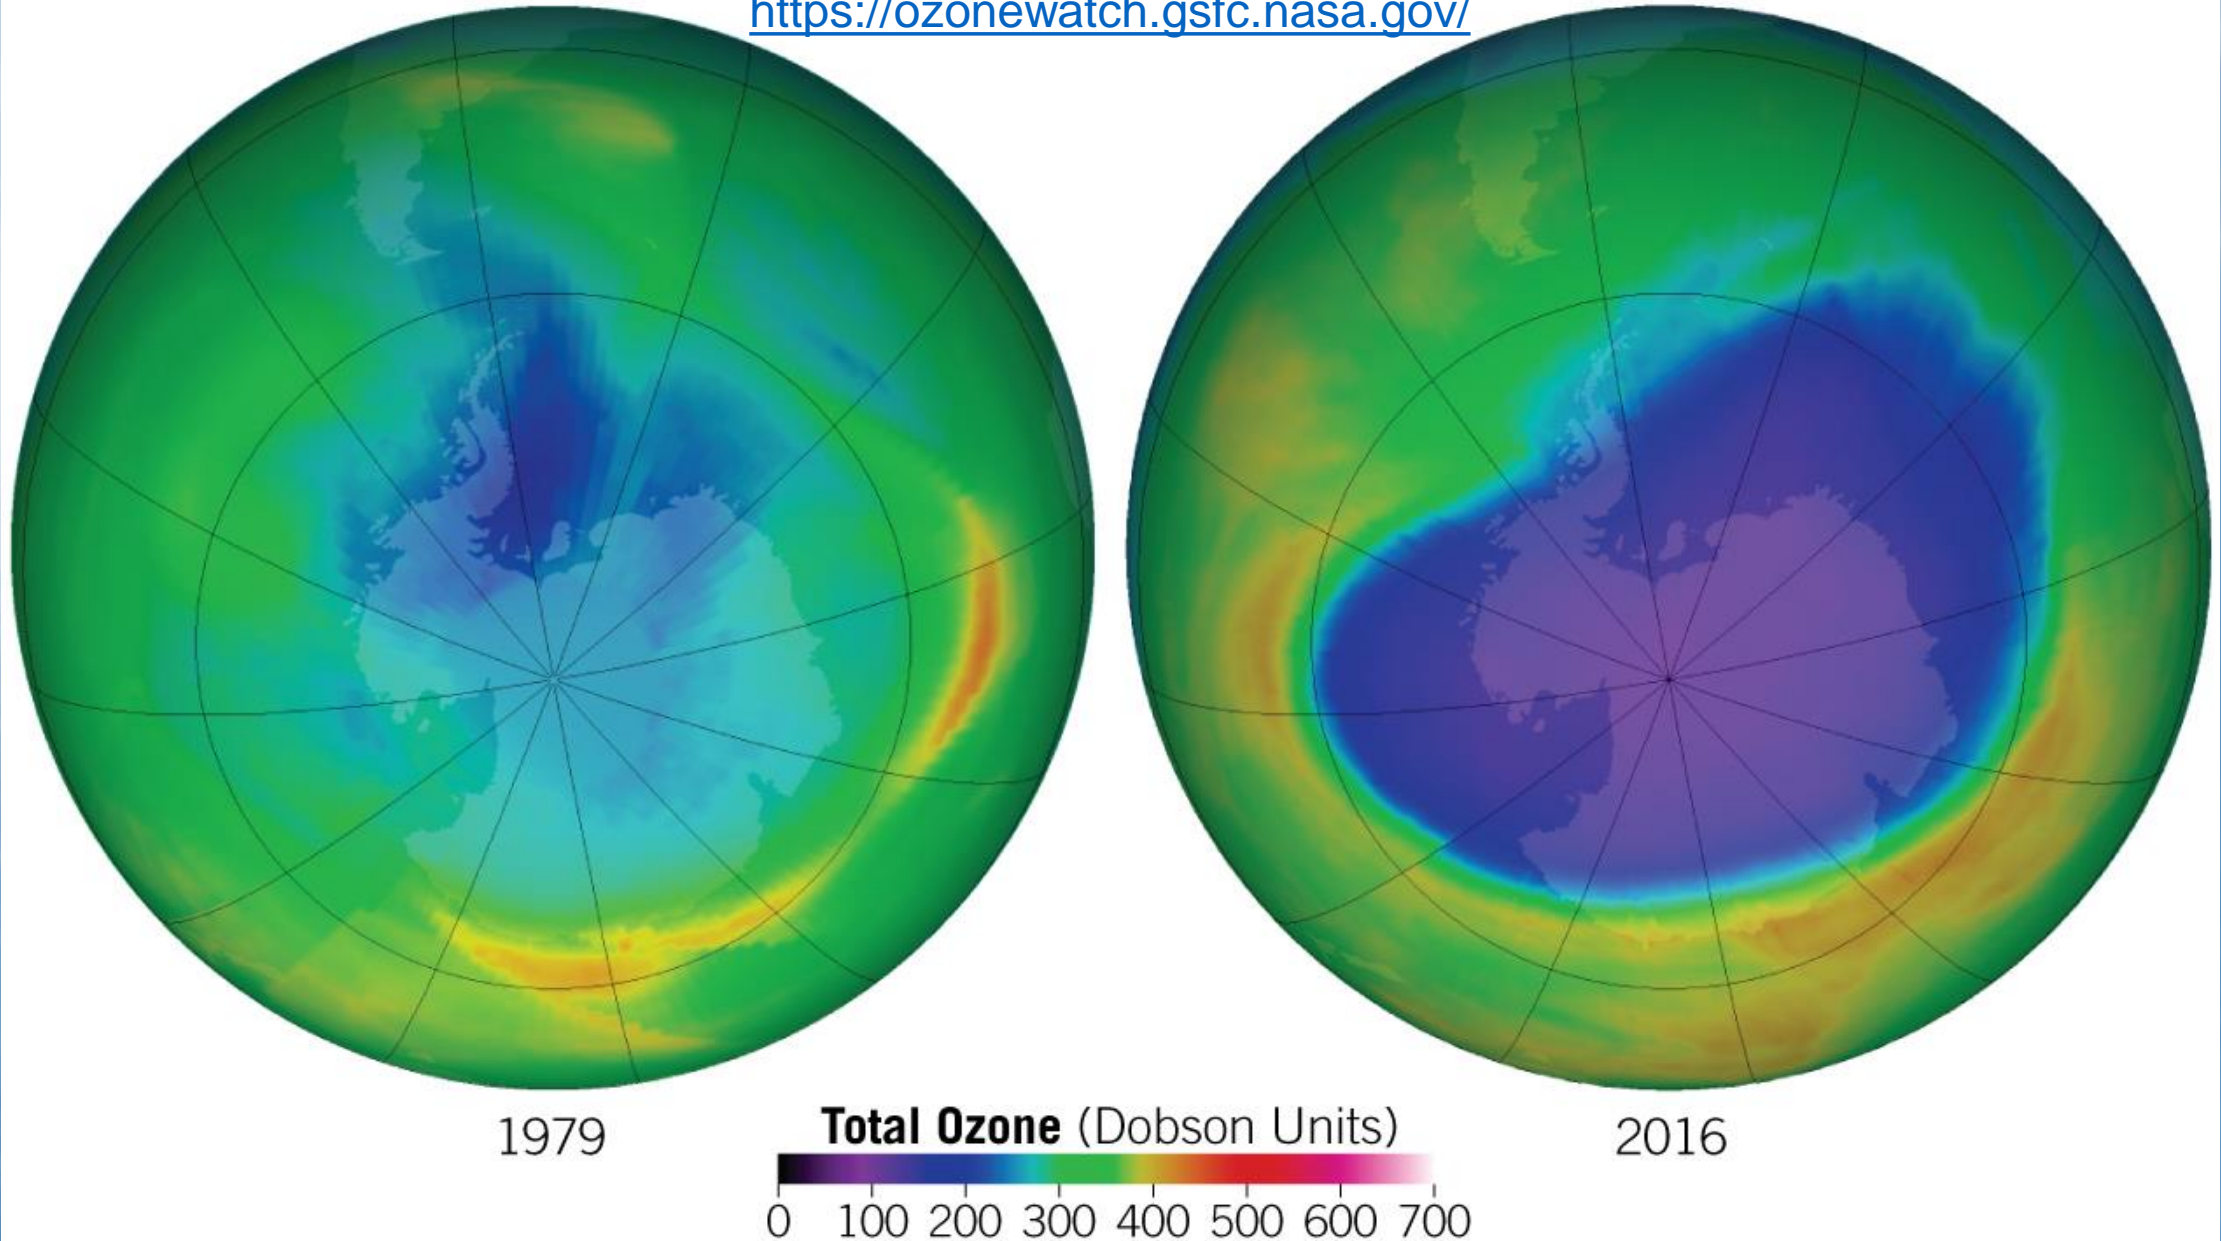 https://ozonewatch.gsfc.nasa.gov/
1979
Total Ozone (Dobson Units)
2016
0 100 200 300 400 500 600 700